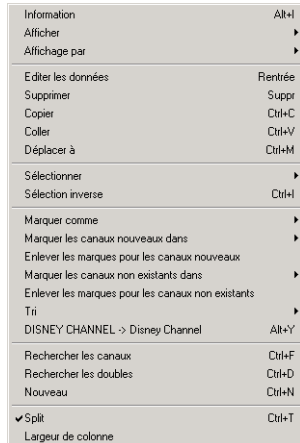 Information Alt+I
Afficher
Affichage par
Editer les données Rentrée
Supprimer Suppr
Copier Ctrl+C
Coller Ctrl+V
Déplacer à Ctrl+M
Sélectionner
Sélection inverse Ctrl+I
Marquer comme
Marquer les canaux nouveaux dans
Enlever les marques pour les canaux nouveaux
Marquer les canaux non existants dans
Enlever les marques pour les canaux non existants
Tri
DISNEY CHANNEL -> Disney Channel Alt+Y
Rechercher les canaux Ctrl+F
Rechercher les doubles Ctrl+D
Nouveau Ctrl+N
Split Ctrl+T
Largeur de colonne